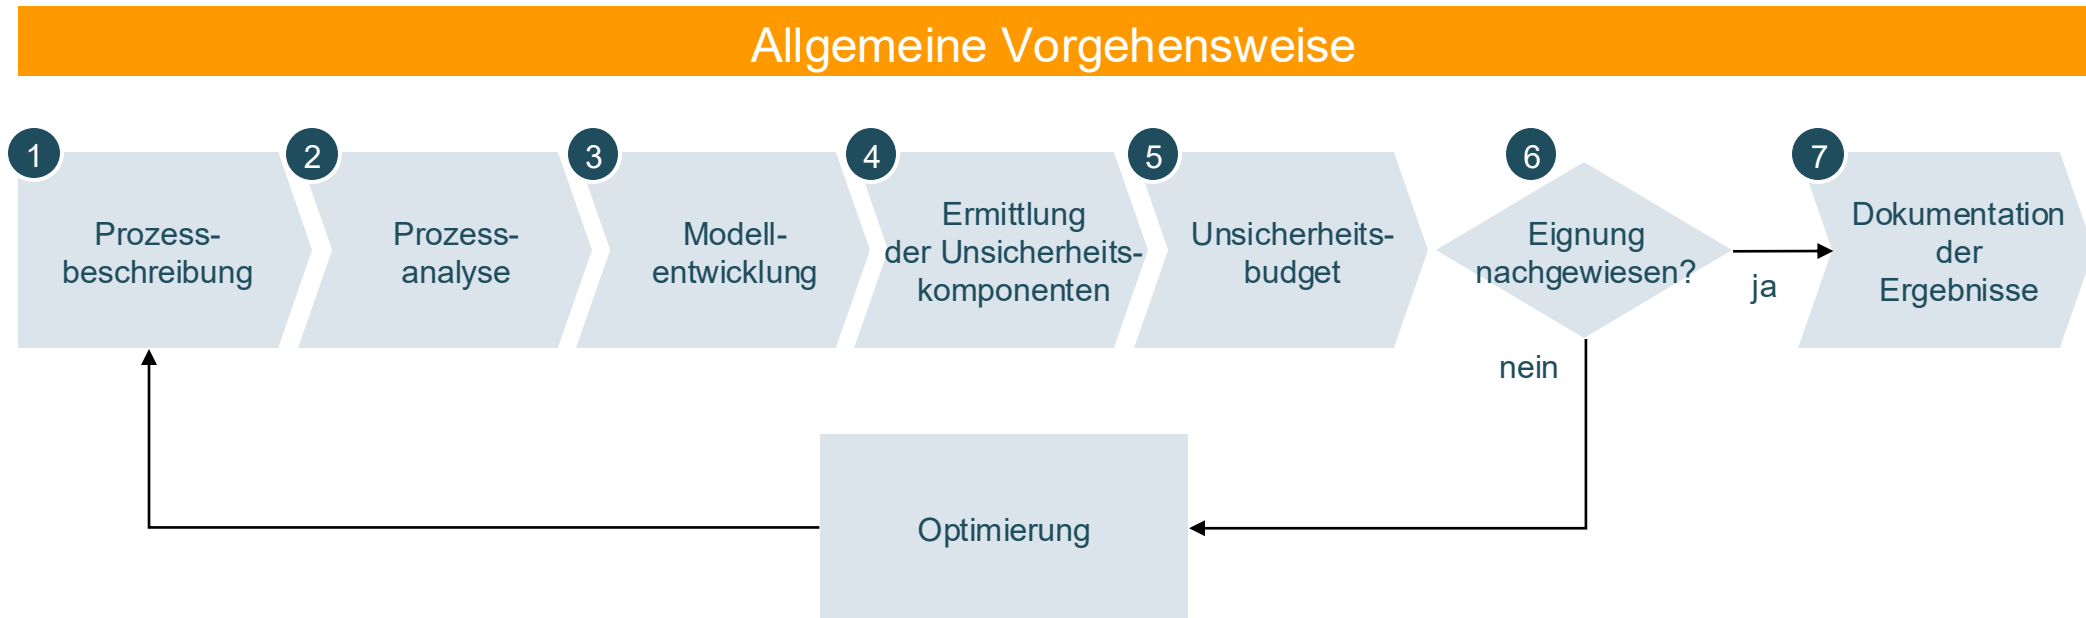 Allgemeine Vorgehensweise
1
Prozess-
beschreibung
2
Prozess-
analyse
3
Modell-
entwicklung
4
Ermittlung
der Unsicherheits-
komponenten
5
Unsicherheits-
budget
6
Eignung
nachgewiesen?
ja
nein
7
Dokumentation
der
Ergebnisse
Optimierung